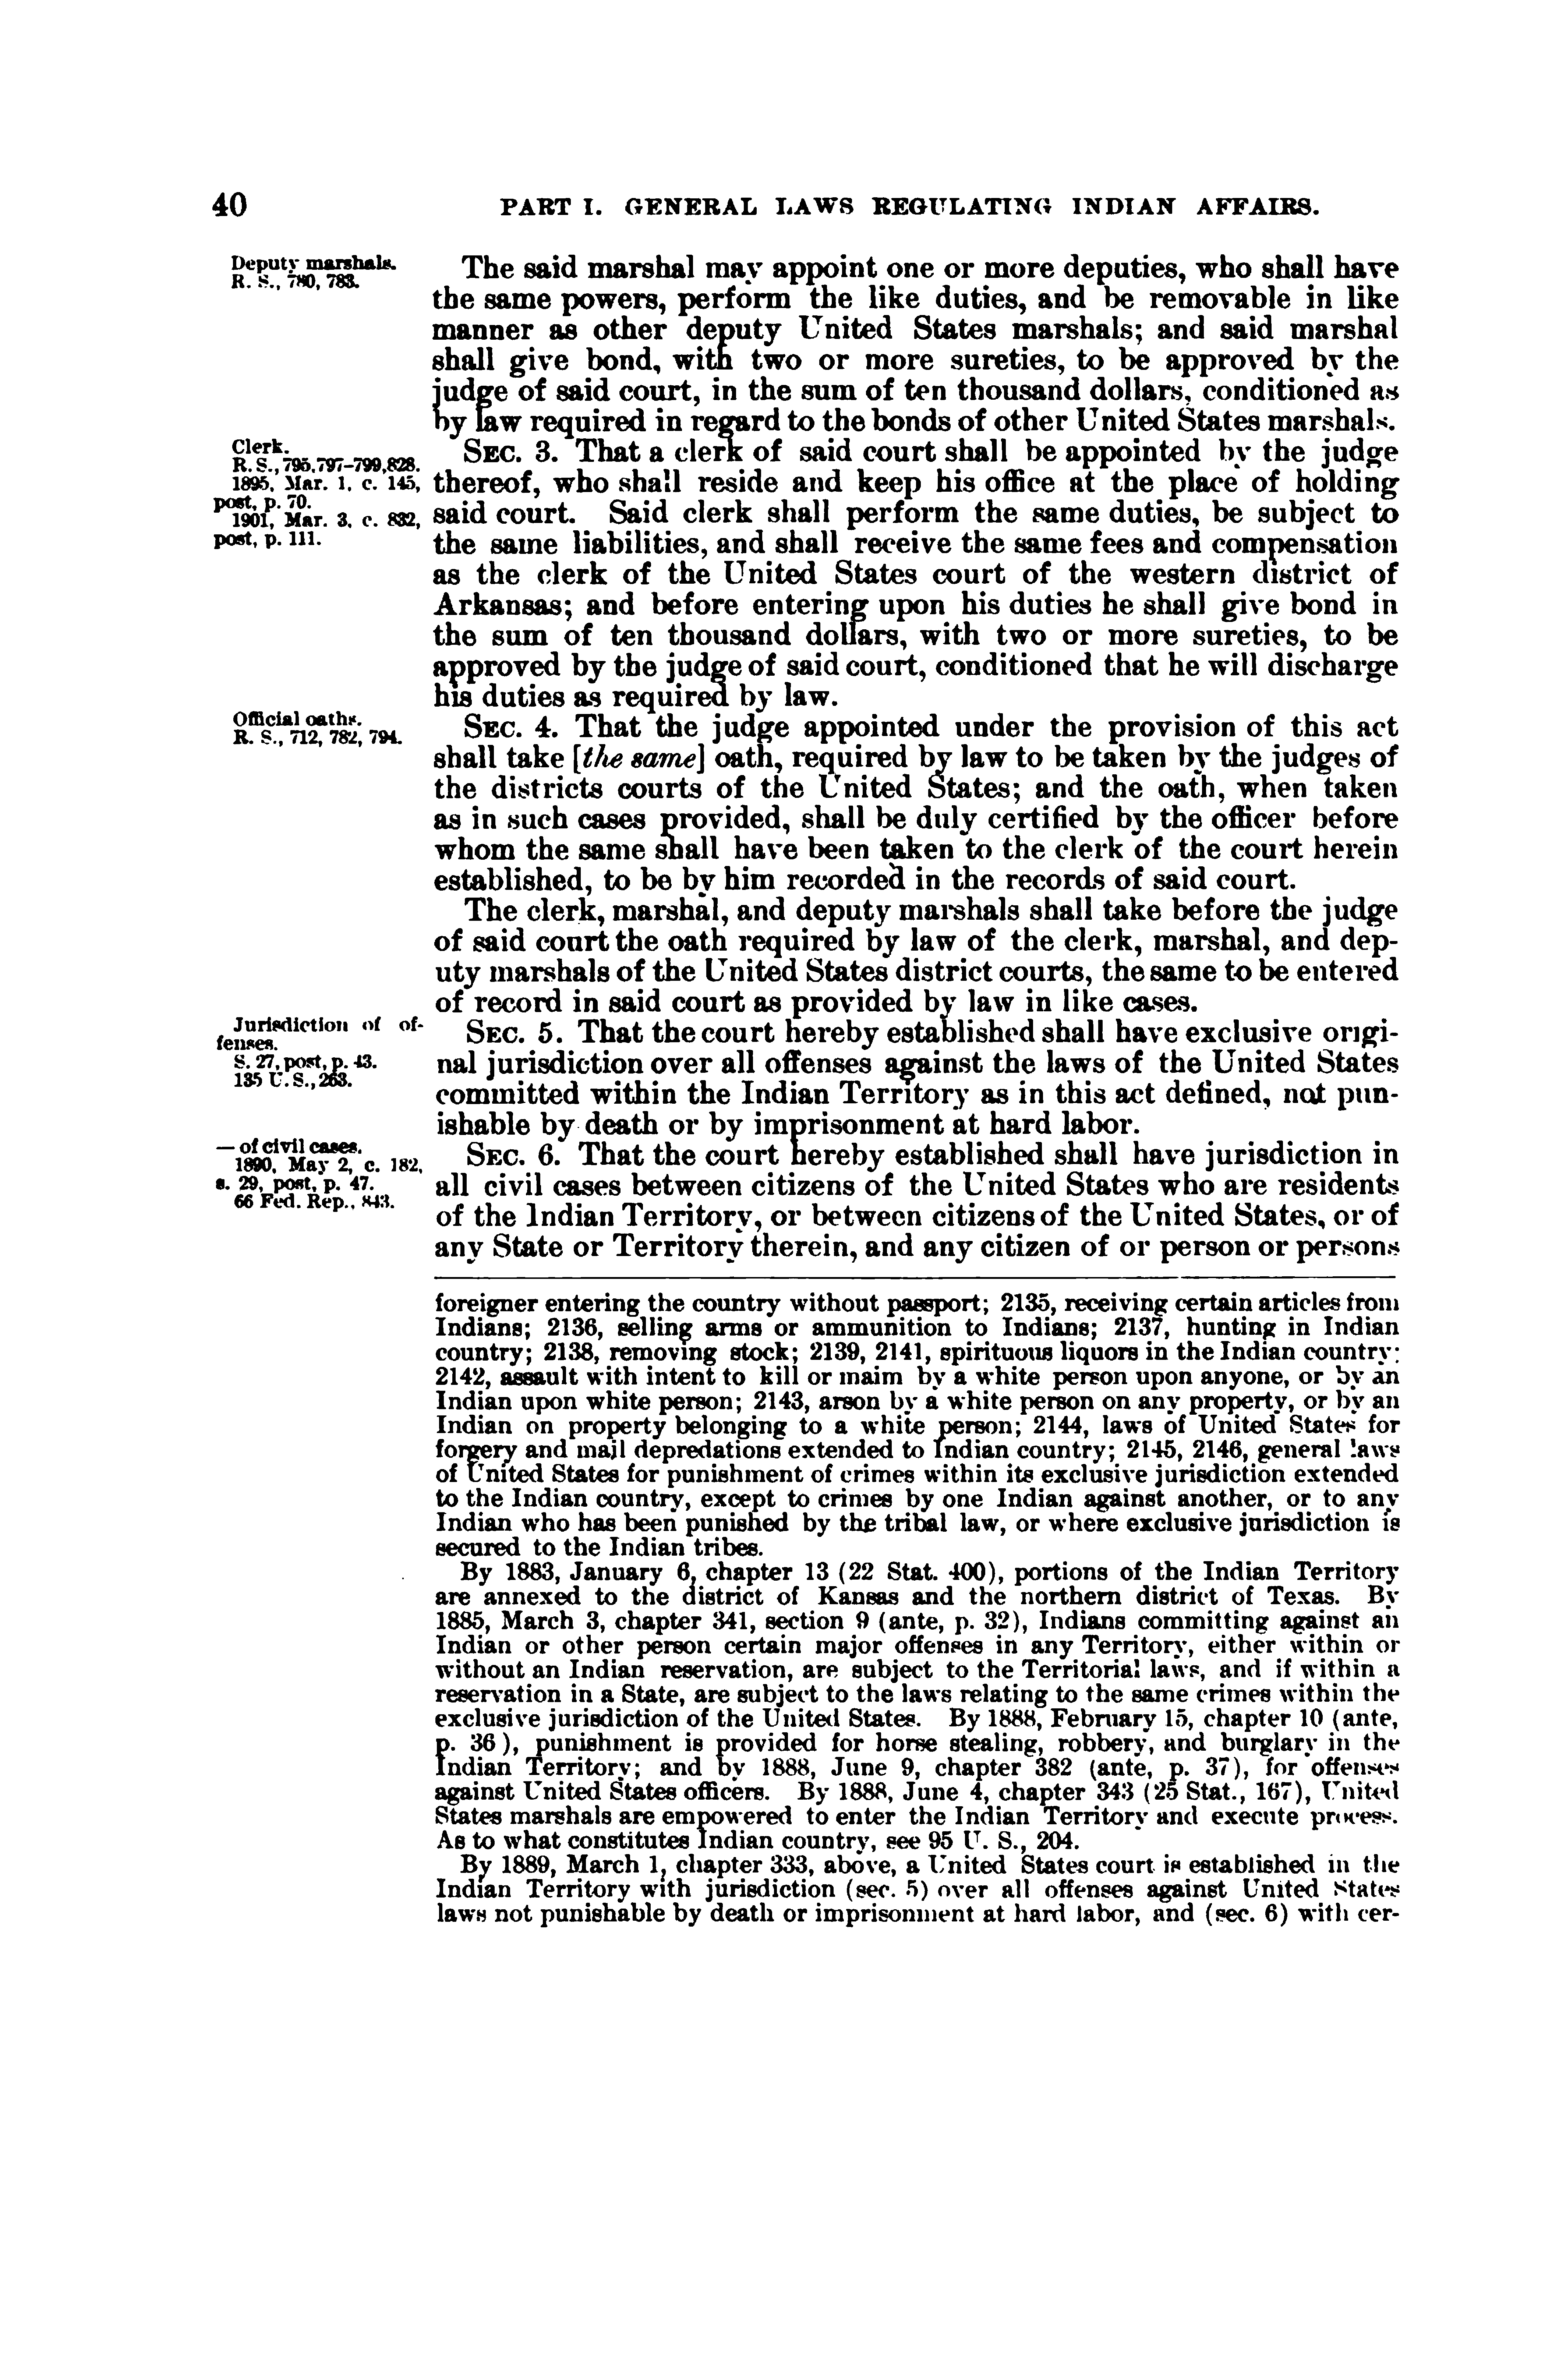 40
PART I. GENERAL LAWS REGULATING INDIAN AFFAIRS.
Deputy marshals.
R. S., 780, 783.
The said marshal may appoint one or more deputies, who shall have
the same powers, perform the like duties, and be removable in like
manner as other deputy United States marshals; and said marshal
shall give bond, with two or more sureties, to be approved by the
judge of said court, in the sum of ten thousand dollars, conditioned as
by law required in regard to the bonds of other United States marshals.
Clerk.
R. S., 795, 797-799, 828.
1895, Mar. 1, c. 145,
post, p. 70.
1901, Mar. 3, c. 832,
post, p. 111.
SEC. 3. That a clerk of said court shall be appointed by the judge
thereof, who shall reside and keep his office at the place of holding
said court. Said clerk shall perform the same duties, be subject to
the same liabilities, and shall receive the same fees and compensation
as the clerk of the United States court of the western district of
Arkansas; and before entering upon his duties he shall give bond in
the sum of ten thousand dollars, with two or more sureties, to be
approved by the judge of said court, conditioned that he will discharge
his duties as required by law.
Official oaths.
R. S., 712, 782, 794.
SEC. 4. That the judge appointed under the provision of this act
shall take [the same] oath, required by law to be taken by the judges of
the districts courts of the United States; and the oath, when taken
as in such cases provided, shall be duly certified by the officer before
whom the same shall have been taken to the clerk of the court herein
established, to be by him recorded in the records of said court.
The clerk, marshal, and deputy marshals shall take before the judge
of said court the oath required by law of the clerk, marshal, and dep-
uty marshals of the United States district courts, the same to be entered
of record in said court as provided by law in like cases.
Jurisdiction of of-
fenses.
S. 27, post, p. 43.
135 U. S., 263.
SEC. 5. That the court hereby established shall have exclusive origi-
nal jurisdiction over all offenses against the laws of the United States
committed within the Indian Territory as in this act defined, not pun-
ishable by death or by imprisonment at hard labor.
— of civil cases.
1890, May 2, c. 182,
s. 29, post, p. 47.
66 Fed. Rep., 843.
SEC. 6. That the court hereby established shall have jurisdiction in
all civil cases between citizens of the United States who are residents
of the Indian Territory, or between citizens of the United States, or of
any State or Territory therein, and any citizen of or person or persons
foreigner entering the country without passport; 2135, receiving certain articles from
Indians; 2136, selling arms or ammunition to Indians; 2137, hunting in Indian
country; 2138, removing stock; 2139, 2141, spirituous liquors in the Indian country;
2142, assault with intent to kill or maim by a white person upon anyone, or by an
Indian upon white person; 2143, arson by a white person on any property, or by an
Indian on property belonging to a white person; 2144, laws of United States for
forgery and mail depredations extended to Indian country; 2145, 2146, general laws
of United States for punishment of crimes within its exclusive jurisdiction extended
to the Indian country, except to crimes by one Indian against another, or to any
Indian who has been punished by the tribal law, or where exclusive jurisdiction is
secured to the Indian tribes.
By 1883, January 6, chapter 13 (22 Stat. 400), portions of the Indian Territory
are annexed to the district of Kansas and the northern district of Texas. By
1885, March 3, chapter 341, section 9 (ante, p. 32), Indians committing against an
Indian or other person certain major offenses in any Territory, either within or
without an Indian reservation, are subject to the Territorial laws, and if within a
reservation in a State, are subject to the laws relating to the same crimes within the
exclusive jurisdiction of the United States. By 1888, February 15, chapter 10 (ante,
p. 36), punishment is provided for horse stealing, robbery, and burglary in the
Indian Territory; and by 1888, June 9, chapter 382 (ante, p. 37), for offenses
against United States officers. By 1888, June 4, chapter 343 (25 Stat., 167), United
States marshals are empowered to enter the Indian Territory and execute process.
As to what constitutes Indian country, see 95 U. S., 204.
By 1889, March 1, chapter 333, above, a United States court is established in the
Indian Territory with jurisdiction (sec. 5) over all offenses against United States
laws not punishable by death or imprisonment at hard labor, and (sec. 6) with cer-